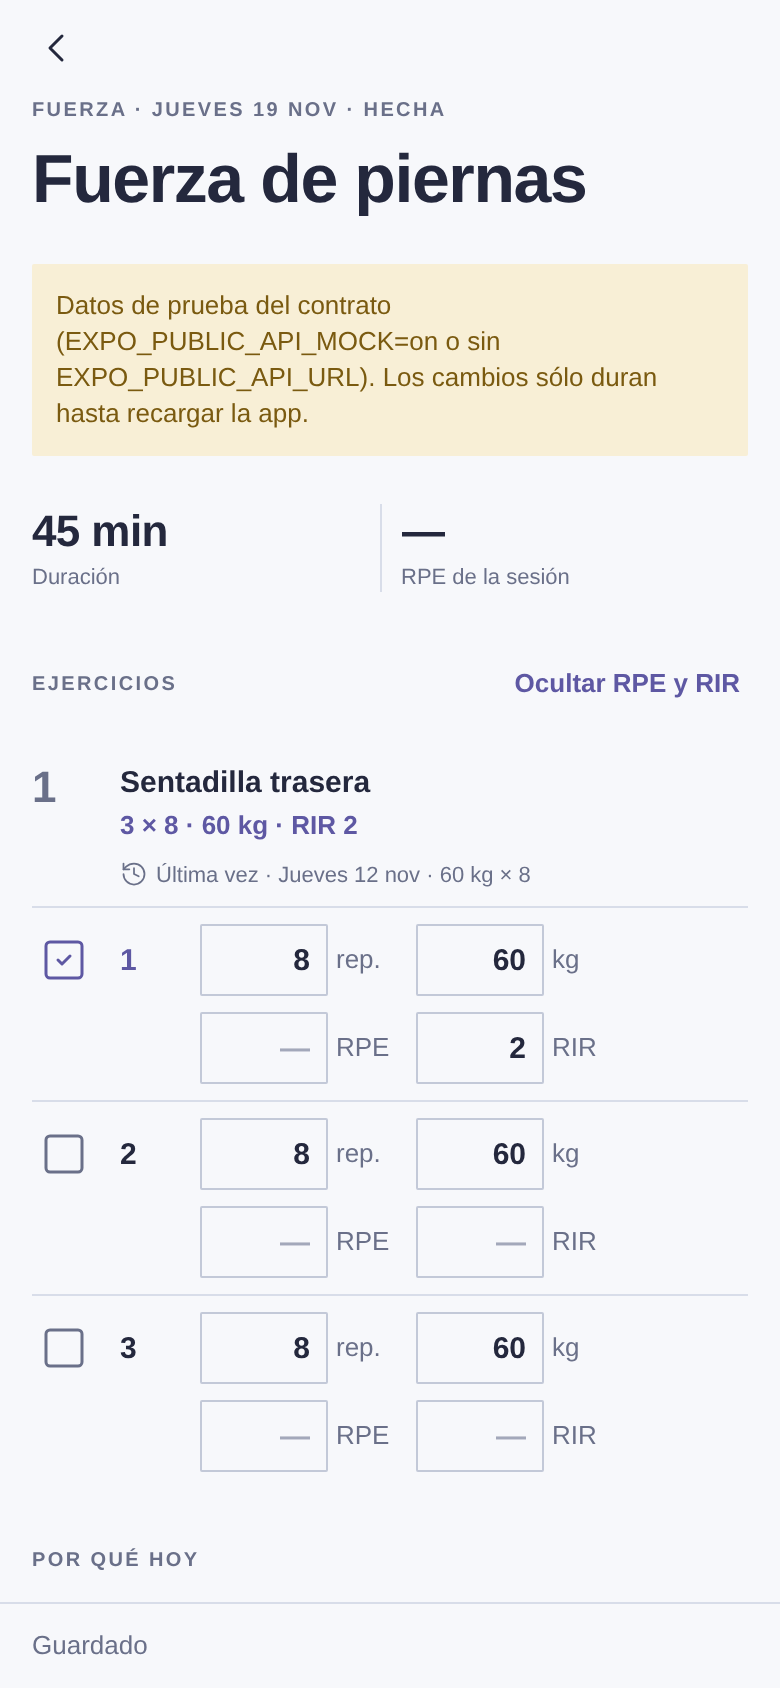 FUERZA · JUEVES 19 NOV · HECHA
Fuerza de piernas
Datos de prueba del contrato
(EXPO_PUBLIC_API_MOCK=on o sin
EXPO_PUBLIC_API_URL). Los cambios sólo duran
hasta recargar la app.
45 min —
Duración RPE de la sesión
EJERCICIOS Ocultar RPE y RIR
1 Sentadilla trasera
3 × 8 · 60 kg · RIR 2
Última vez · Jueves 12 nov · 60 kg × 8
1 8 rep. 60 kg
— RPE 2 RIR
2 8 rep. 60 kg
— RPE — RIR
3 8 rep. 60 kg
— RPE — RIR
POR QUÉ HOY
Guardado